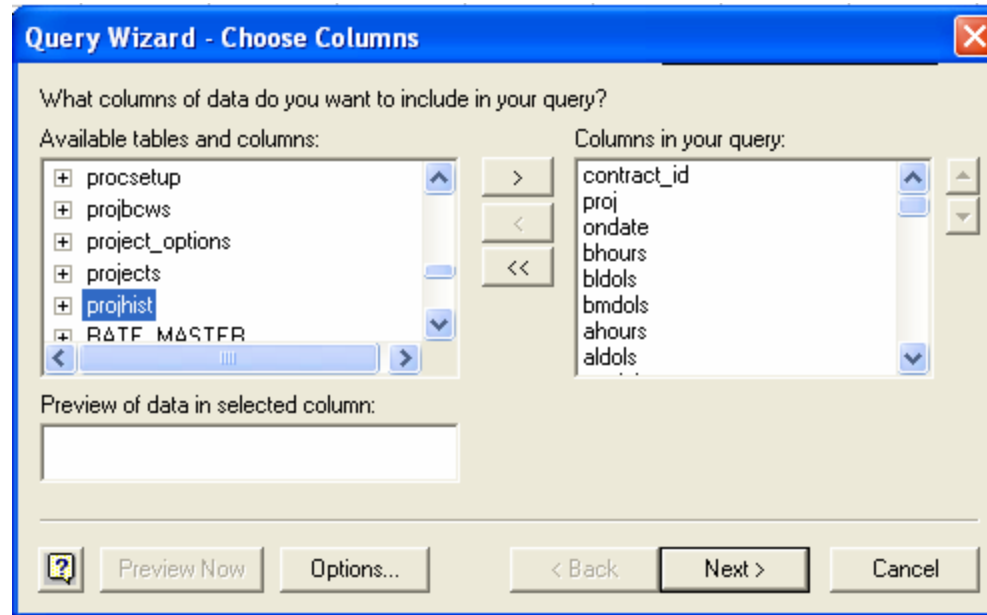 Query Wizard - Choose Columns
What columns of data do you want to include in your query?
Available tables and columns:
procsetup
projbcws
project_options
projects
projhist
RATE_MASTER
>
<
<<
Columns in your query:
contract_id
proj
ondate
bhours
bldols
bmdols
ahours
aldols
Preview of data in selected column:
?
Preview Now
Options...
< Back
Next >
Cancel